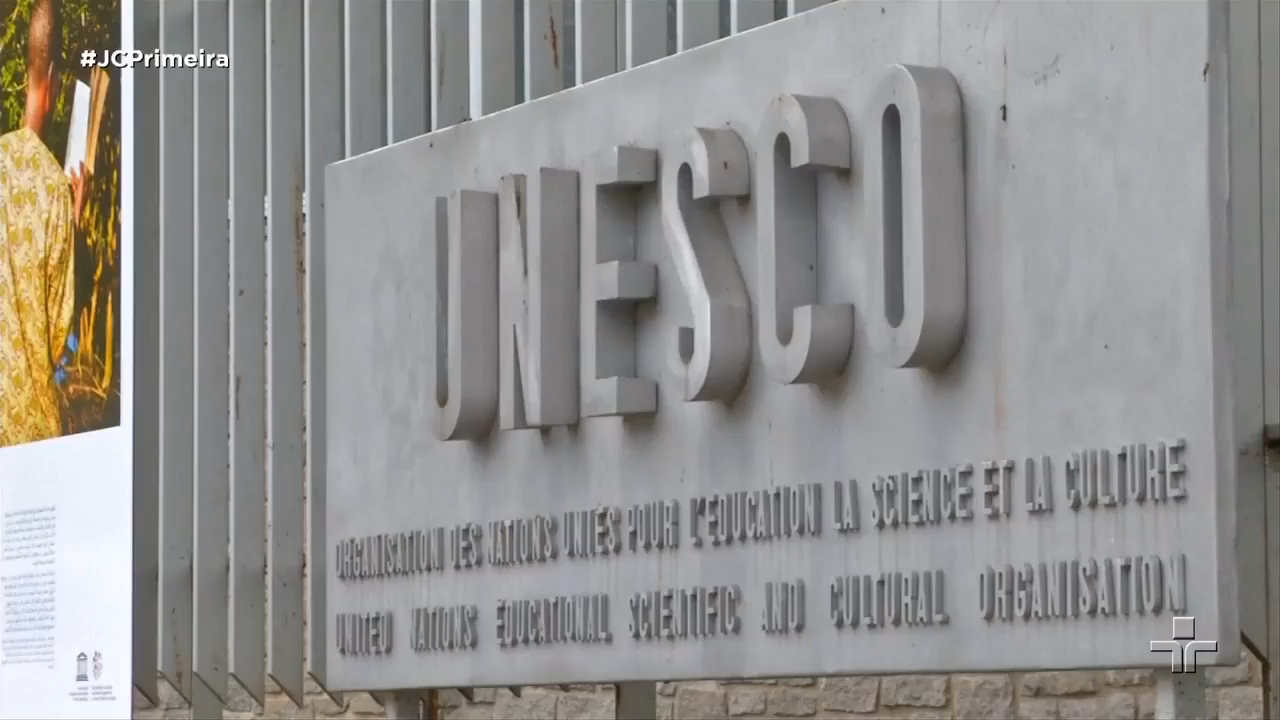 #JCPrimeira
UNESCO
ORGANISATION DES NATIONS UNIES POUR L'EDUCATION LA SCIENCE ET LA CULTURE
UNITED NATIONS EDUCATIONAL SCIENTIFIC AND CULTURAL ORGANISATION